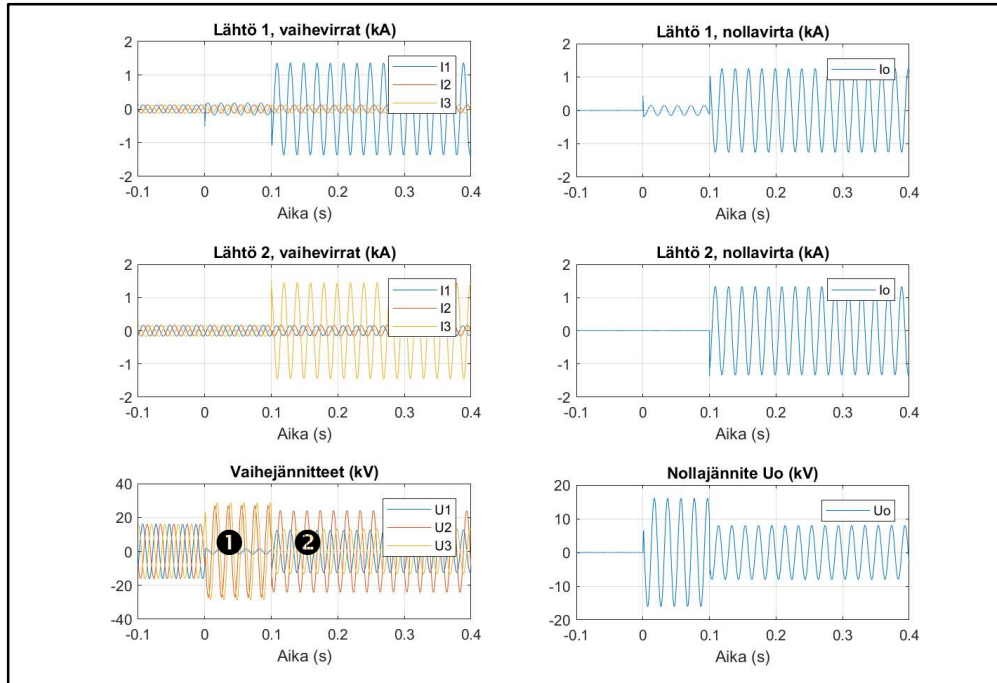 Lähtö 1, vaihevirrat (kA)
2
1
0
-1
-2
I1
I2
I3
-0.1 0 0.1 0.2 0.3 0.4
Aika (s)
Lähtö 1, nollavirta (kA)
2
1
0
-1
-2
Io
-0.1 0 0.1 0.2 0.3 0.4
Aika (s)
Lähtö 2, vaihevirrat (kA)
2
1
0
-1
-2
I1
I2
I3
-0.1 0 0.1 0.2 0.3 0.4
Aika (s)
Lähtö 2, nollavirta (kA)
2
1
0
-1
-2
Io
-0.1 0 0.1 0.2 0.3 0.4
Aika (s)
Vaihejännitteet (kV)
40
20
0
-20
-40
1 2
U1
U2
U3
-0.1 0 0.1 0.2 0.3 0.4
Aika (s)
Nollajännite Uo (kV)
20
10
0
-10
-20
Uo
-0.1 0 0.1 0.2 0.3 0.4
Aika (s)